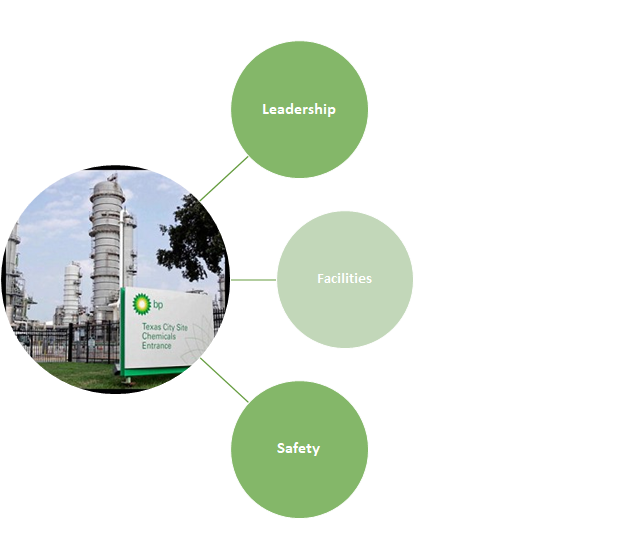 Leadership
Facilities
bp
Texas City Site
Chemicals
Entrance
Safety